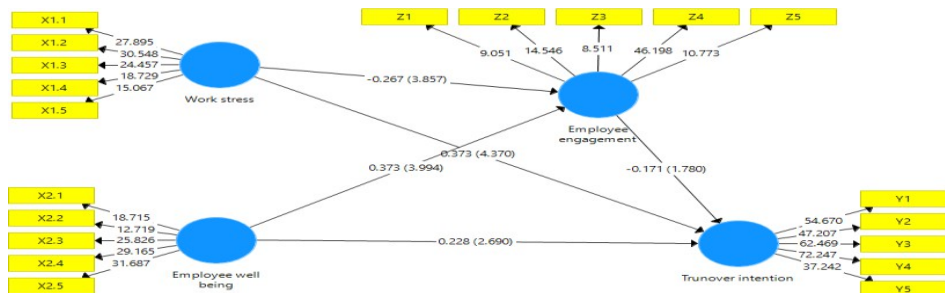 X1.1
X1.2
X1.3
X1.4
X1.5
27.895
30.548
24.457
18.729
15.067
Work stress
Z1
Z2
Z3
Z4
Z5
9.051
14.546
8.511
46.198
10.773
Employee
engagement
-0.267 (3.857)
0.373 (4.370)
0.373 (3.994)
-0.171 (1.780)
0.228 (2.690)
X2.1
X2.2
X2.3
X2.4
X2.5
18.715
12.719
25.826
29.165
31.687
Employee well
being
Trunover intention
54.670
47.207
62.469
72.247
37.242
Y1
Y2
Y3
Y4
Y5